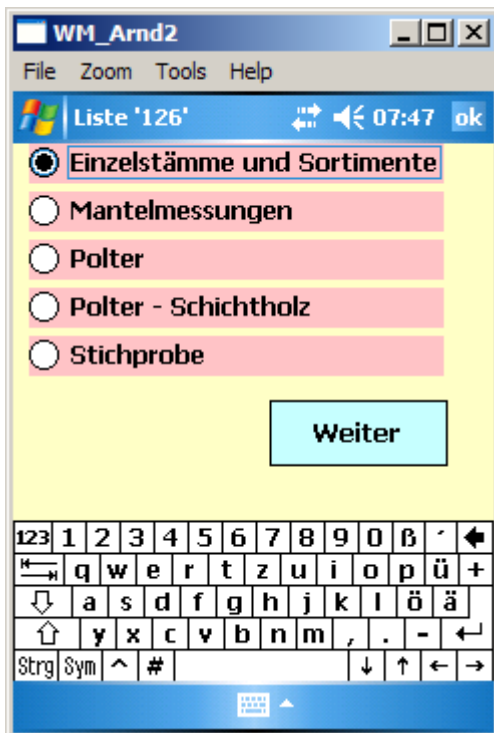 WM_Arnd2
File Zoom Tools Help
Liste '126' 07:47 ok
Einzelstämme und Sortimente
Mantelmessungen
Polter
Polter - Schichtholz
Stichprobe
Weiter
123 1 2 3 4 5 6 7 8 9 0 ß ´
q w e r t z u i o p ü +
a s d f g h j k l ö ä
y x c v b n m , . -
Strg Sym ^ #